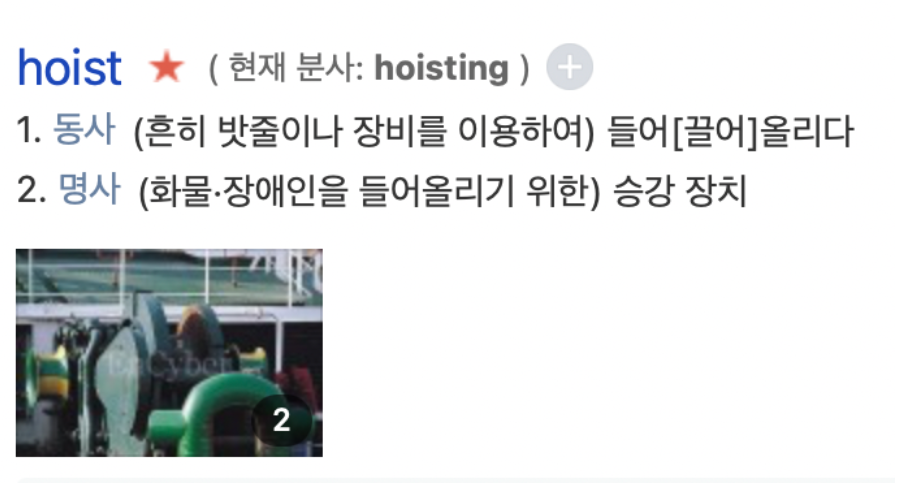 hoist ★ ( 현재 분사: hoisting ) +
1. 동사 (흔히 밧줄이나 장비를 이용하여) 들어[끌어]올리다
2. 명사 (화물·장애인을 들어올리기 위한) 승강 장치
EnCyber
2